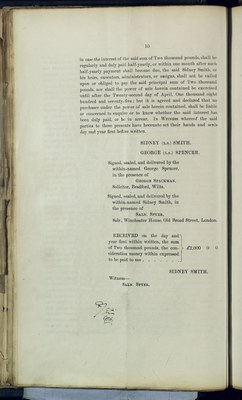 15
in case the interest of the said sum of Two thousand pounds, shall be
regularly and duly paid half-yearly, or within one month after each
half-yearly payment shall become due, the said Sidney Smith, or
his heirs, executors, administrators, or assigns, shall not be called
upon or obliged to pay the said principal sum of Two thousand
pounds, nor shall the power of sale herein contained be exercised
until after the Twenty-second day of April, One thousand eight
hundred and seventy-five; but it is agreed and declared that no
purchaser under the power of sale herein contained, shall be liable
or concerned to enquire or to know whether the said interest has
been duly paid, or be in arrear. In Witness whereof the said
parties to these presents have hereunto set their hands and seals
day and year first before written.
SIDNEY (L.S.) SMITH.
GEORGE (L.S.) SPENCER.
Signed, sealed, and delivered by the
within-named George Spencer,
in the presence of
George
Solicitor, Bradford, Wilts.
Signed, sealed, and delivered by the
within-named Sidney Smith, in
the presence of
Solr., Winchester House, Old Broad Street, London.
RECEIVED on the day and
year first within written, the sum
of Two thousand pounds, the con-
sideration money within expressed
to be paid to me
£2,000 0 0
SIDNEY SMITH.
Witness—